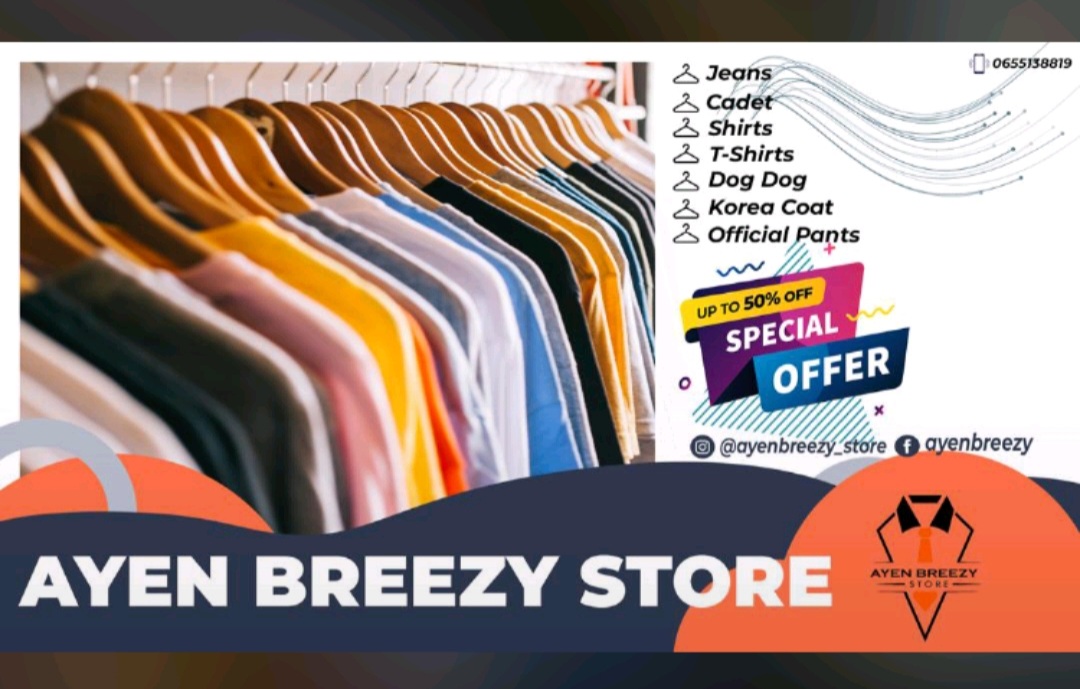 0655138819
Jeans
Cadet
Shirts
T-Shirts
Dog Dog
Korea Coat
Official Pants
UP TO 50% OFF
SPECIAL
OFFER
@ayenbreezy_store ayenbreezy
AYEN BREEZY STORE
AYEN BREEZY
STORE